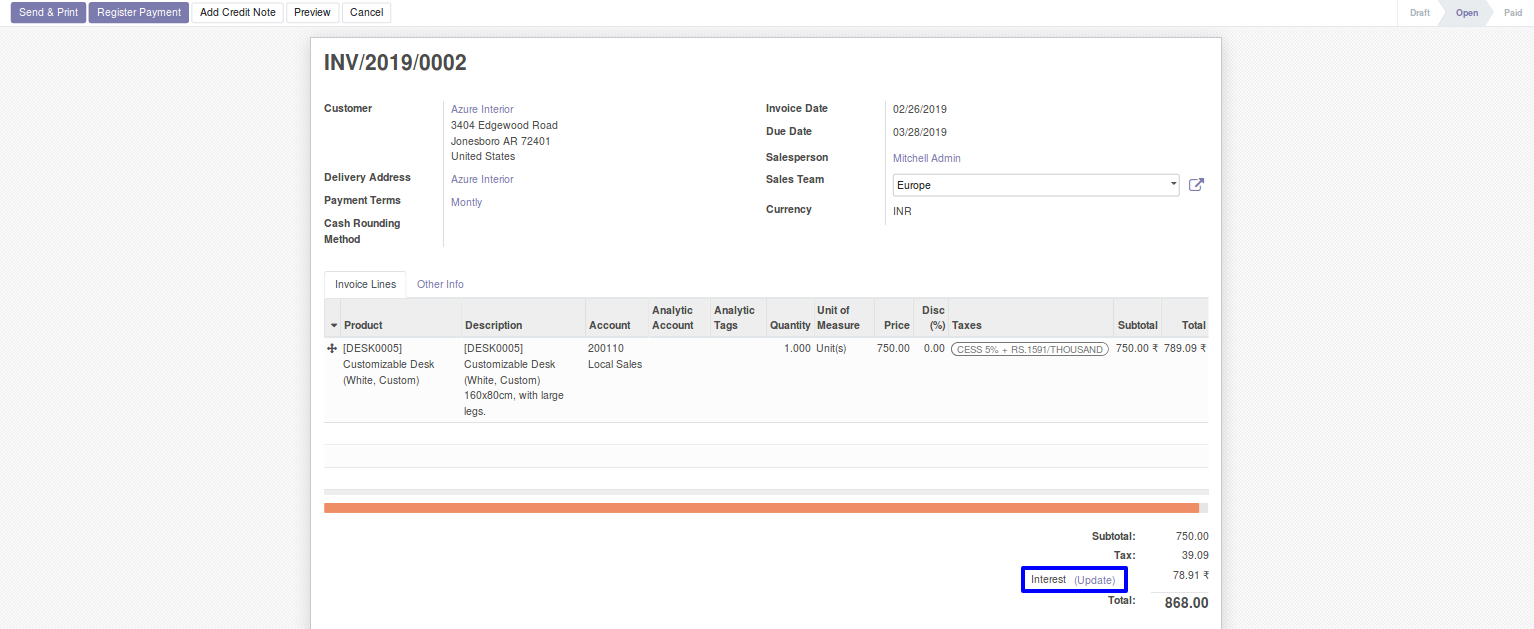 Send & Print Register Payment Add Credit Note Preview Cancel Draft Open Paid
INV/2019/0002
Customer Azure Interior
3404 Edgewood Road
Jonesboro AR 72401
United States
Delivery Address Azure Interior
Payment Terms Montly
Cash Rounding
Method
Invoice Date 02/26/2019
Due Date 03/28/2019
Salesperson Mitchell Admin
Sales Team Europe
Currency INR
Invoice Lines Other Info
Product Description Account Analytic Account Analytic Tags Quantity Unit of Measure Price Disc (%) Taxes Subtotal Total
[DESK0005] [DESK0005] 200110 1.000 Unit(s) 750.00 0.00 CESS 5% + RS.1591/THOUSAND 750.00 ₹ 789.09 ₹
Customizable Desk Customizable Desk Local Sales
(White, Custom) (White, Custom)
160x80cm, with large
legs.
Subtotal: 750.00
Tax: 39.09
Interest (Update) 78.91 ₹
Total: 868.00